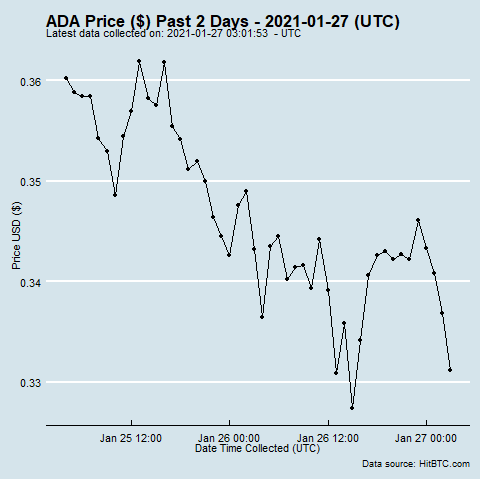 ADA Price ($) Past 2 Days - 2021-01-27 (UTC)
Latest data collected on: 2021-01-27 03:01:53  - UTC
0.36
0.35
0.34
0.33
Price USD ($)
Jan 25 12:00 Jan 26 00:00 Jan 26 12:00 Jan 27 00:00
Date Time Collected (UTC)
Data source: HitBTC.com